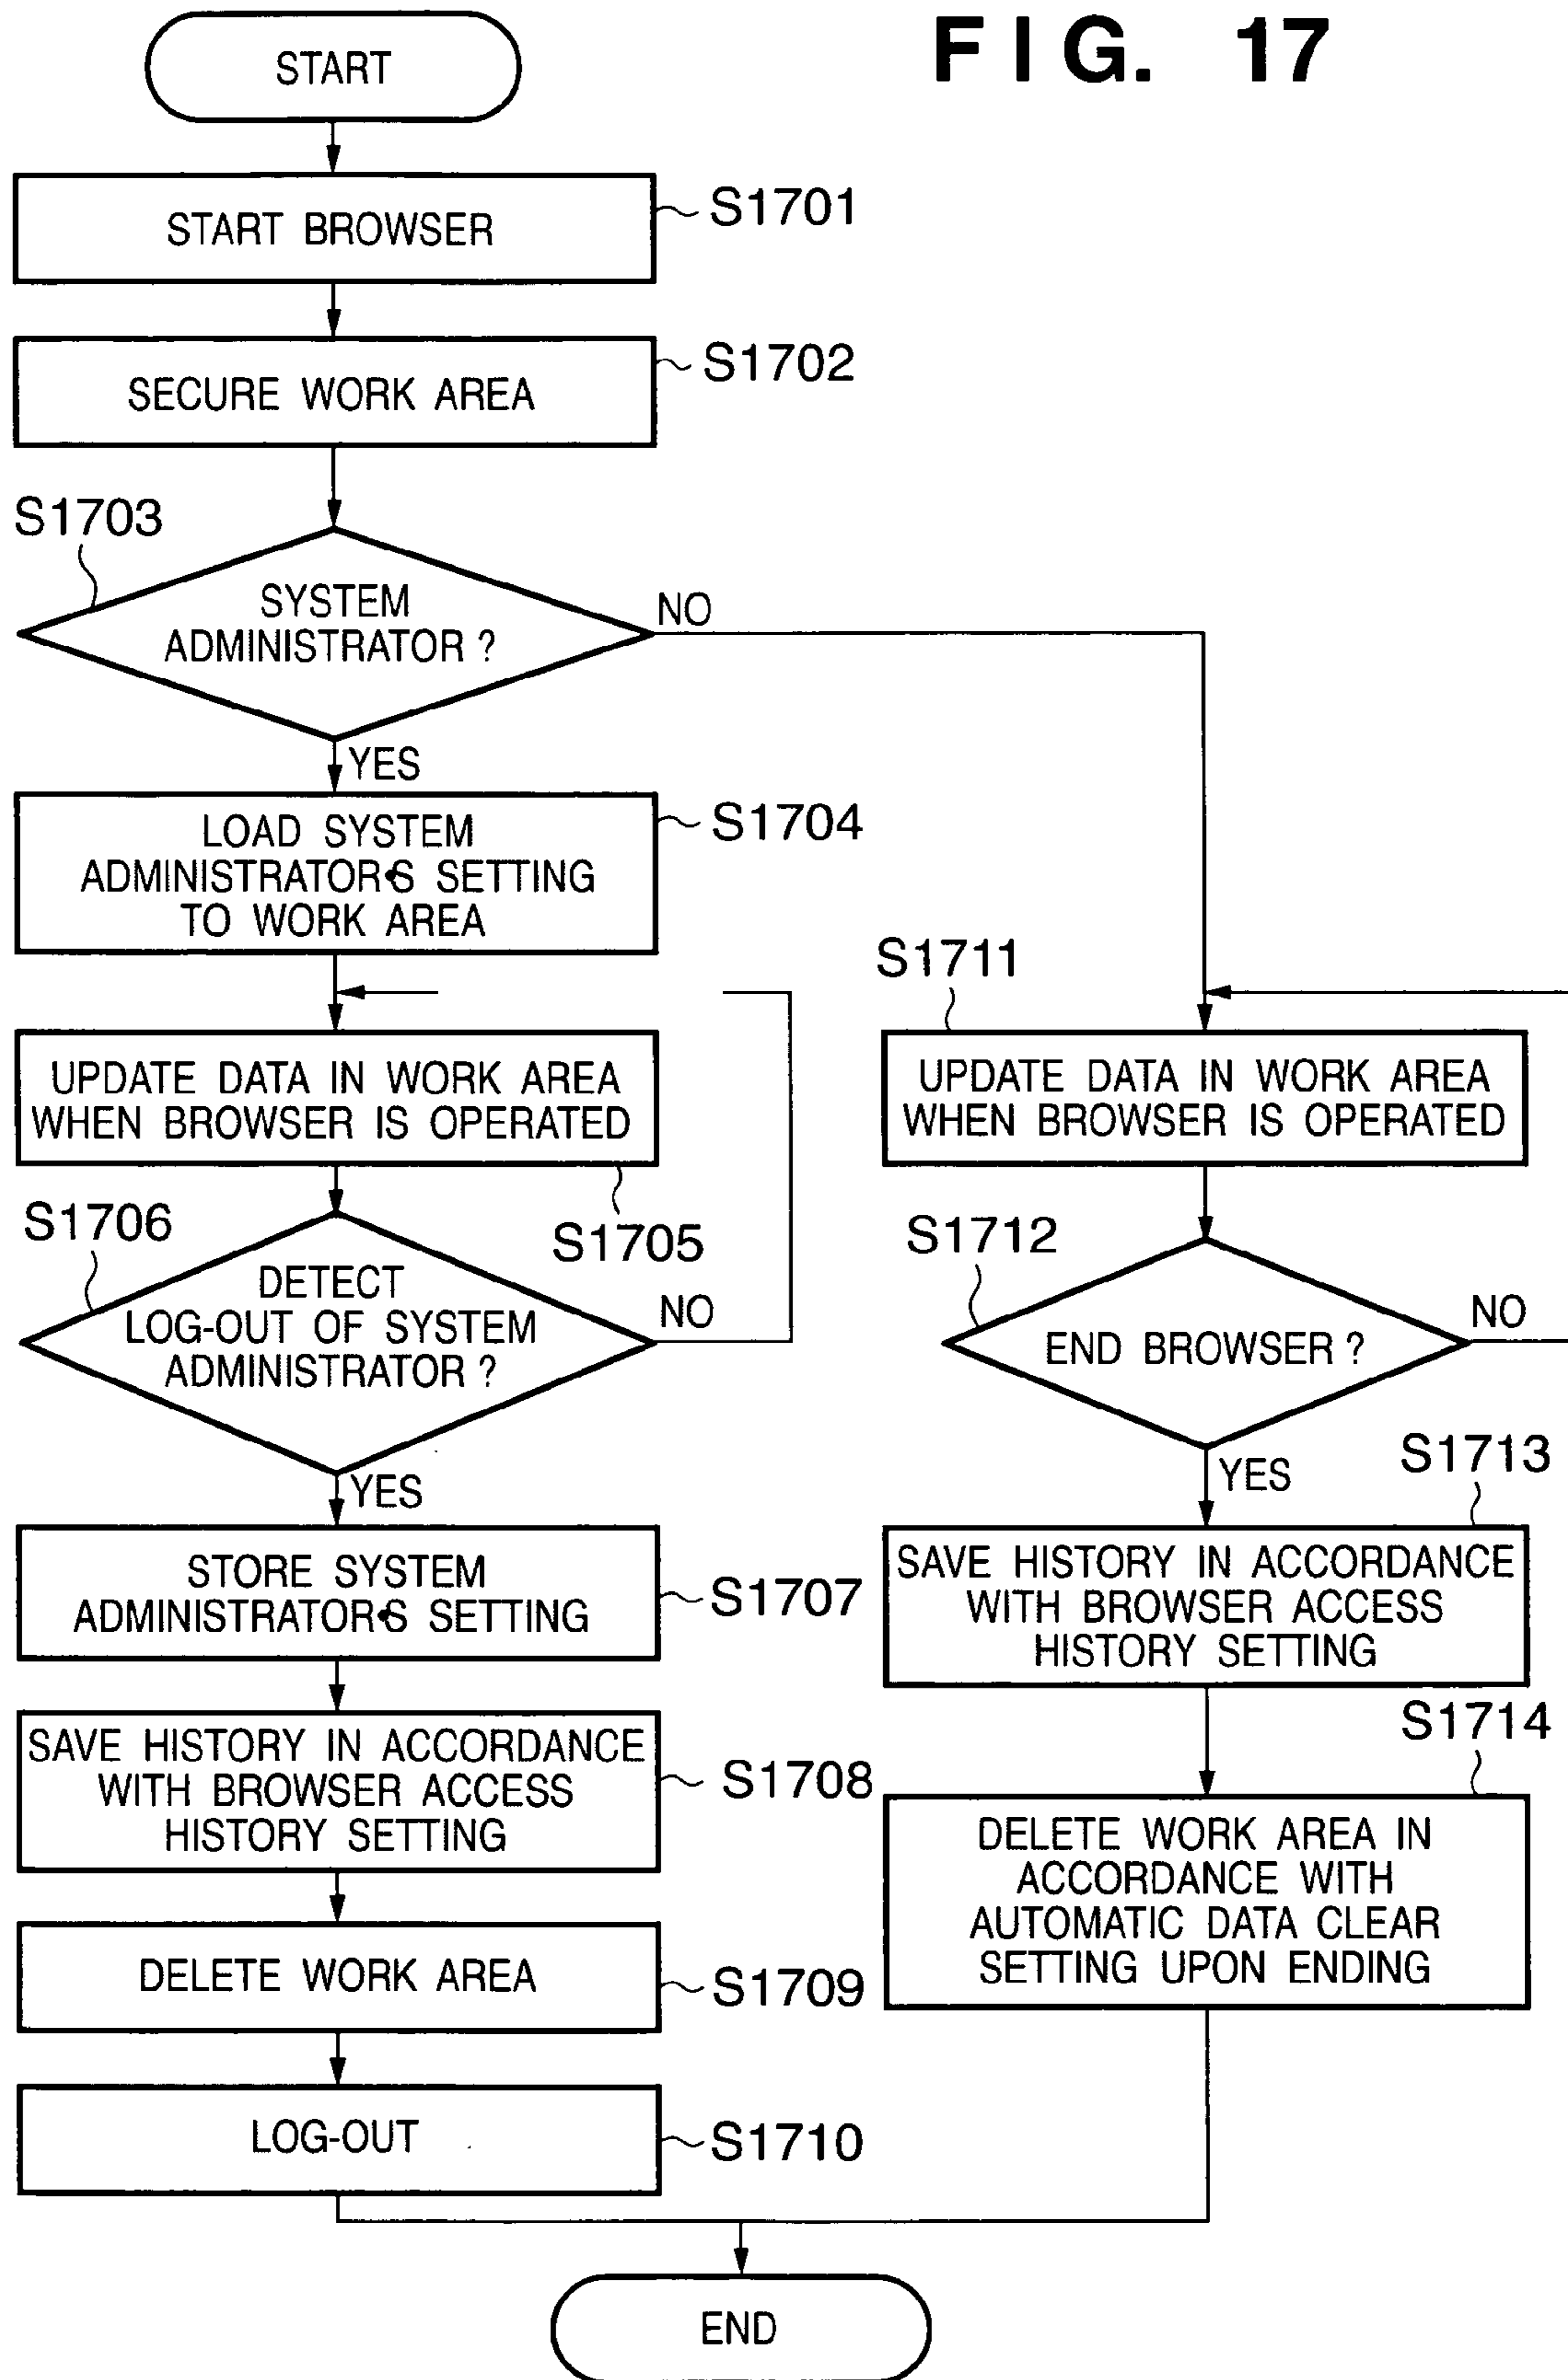 FIG. 17
START
START BROWSER
S1701
SECURE WORK AREA
S1702
S1703
SYSTEM
ADMINISTRATOR ?
NO
YES
LOAD SYSTEM
ADMINISTRATOR•S SETTING
TO WORK AREA
S1704
UPDATE DATA IN WORK AREA
WHEN BROWSER IS OPERATED
S1705
S1706
DETECT
LOG-OUT OF SYSTEM
ADMINISTRATOR ?
NO
YES
STORE SYSTEM
ADMINISTRATOR•S SETTING
S1707
SAVE HISTORY IN ACCORDANCE
WITH BROWSER ACCESS
HISTORY SETTING
S1708
DELETE WORK AREA
S1709
LOG-OUT
S1710
S1711
UPDATE DATA IN WORK AREA
WHEN BROWSER IS OPERATED
S1712
END BROWSER ?
NO
YES
S1713
SAVE HISTORY IN ACCORDANCE
WITH BROWSER ACCESS
HISTORY SETTING
S1714
DELETE WORK AREA IN
ACCORDANCE WITH
AUTOMATIC DATA CLEAR
SETTING UPON ENDING
END